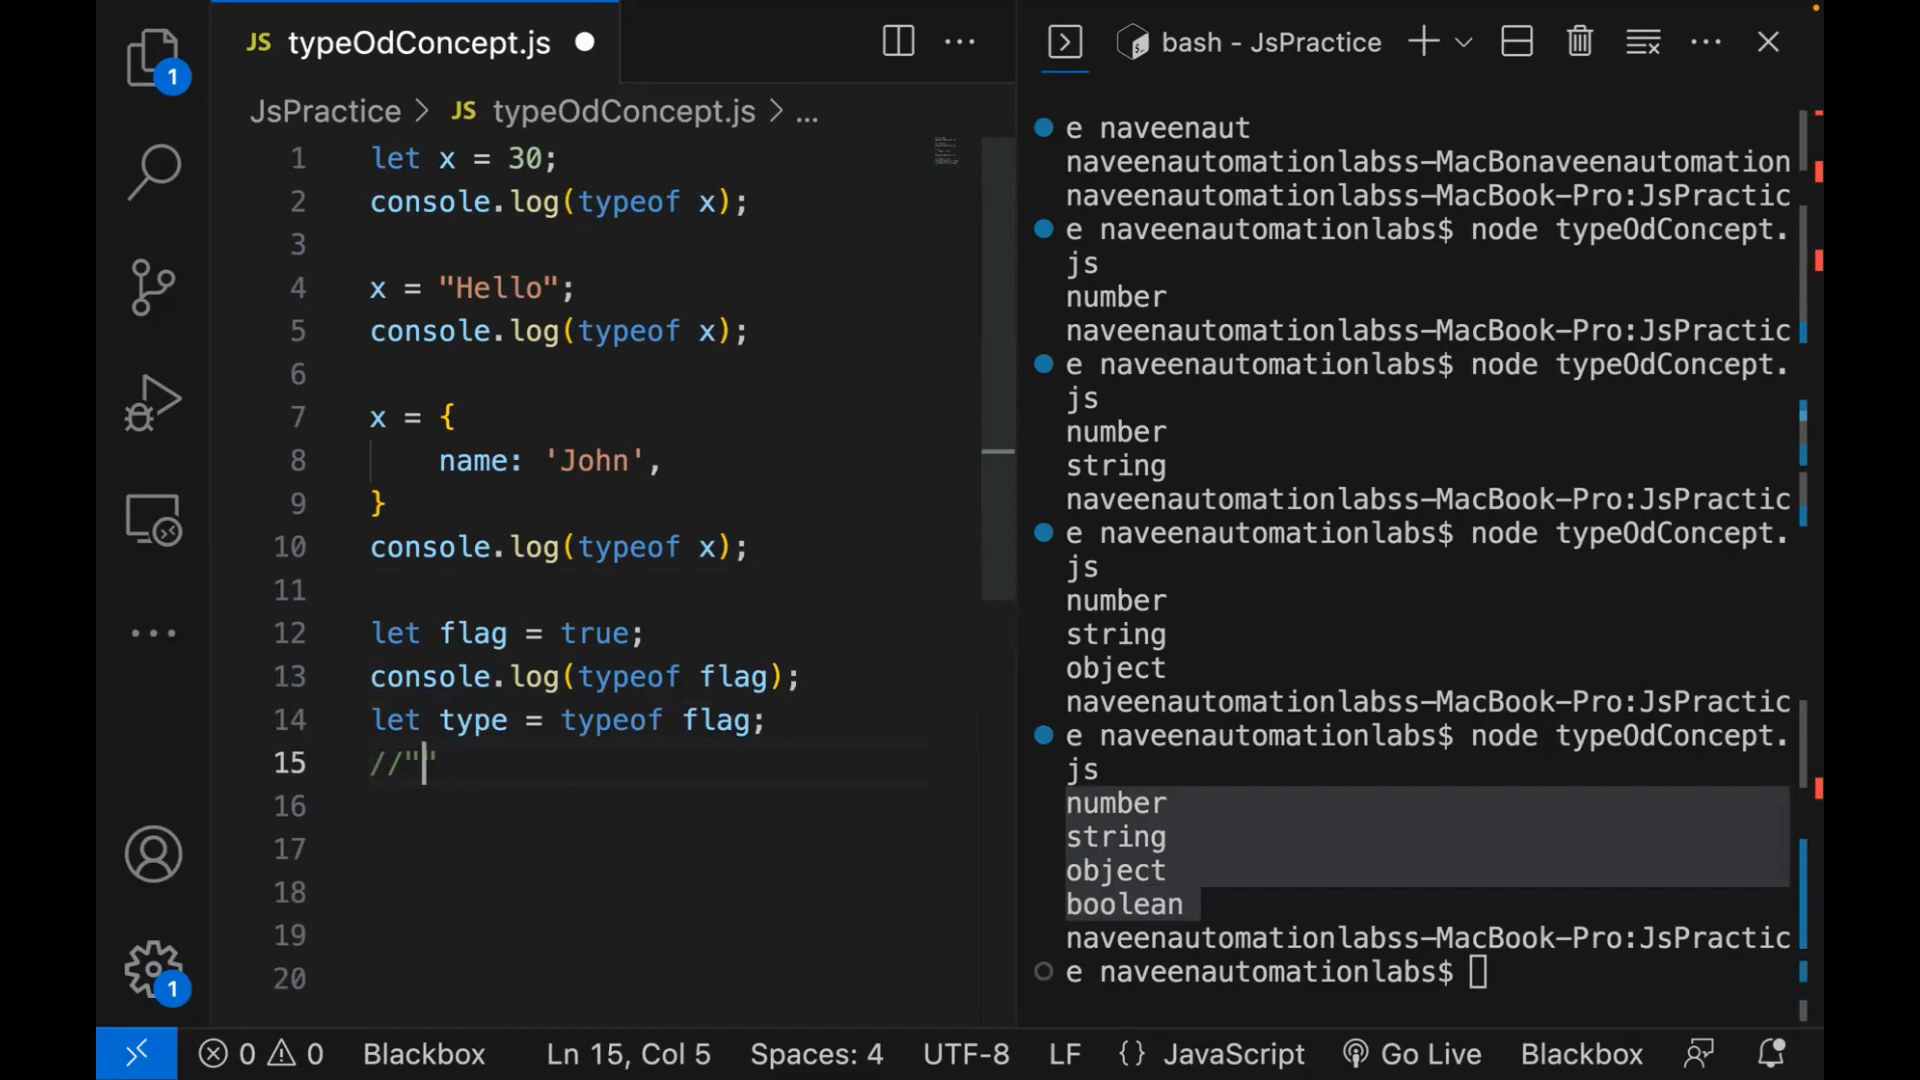 JS typeOdConcept.js
bash - JsPractice
1
JsPractice > JS typeOdConcept.js > ...
1 let x = 30;
2 console.log(typeof x);
3
4 x = "Hello";
5 console.log(typeof x);
6
7 x = {
8 name: 'John',
9 }
10 console.log(typeof x);
11
12 let flag = true;
13 console.log(typeof flag);
14 let type = typeof flag;
15 //""
16
17
18
19
20
e naveenaut
naveenautomationlabss-MacBonaveenautomation
naveenautomationlabss-MacBook-Pro:JsPractic
e naveenautomationlabs$ node typeOdConcept.
js
number
naveenautomationlabss-MacBook-Pro:JsPractic
e naveenautomationlabs$ node typeOdConcept.
js
number
string
naveenautomationlabss-MacBook-Pro:JsPractic
e naveenautomationlabs$ node typeOdConcept.
js
number
string
object
naveenautomationlabss-MacBook-Pro:JsPractic
e naveenautomationlabs$ node typeOdConcept.
js
number
string
object
boolean
naveenautomationlabss-MacBook-Pro:JsPractic
e naveenautomationlabs$
1
0 0 Blackbox Ln 15, Col 5 Spaces: 4 UTF-8 LF {} JavaScript Go Live Blackbox